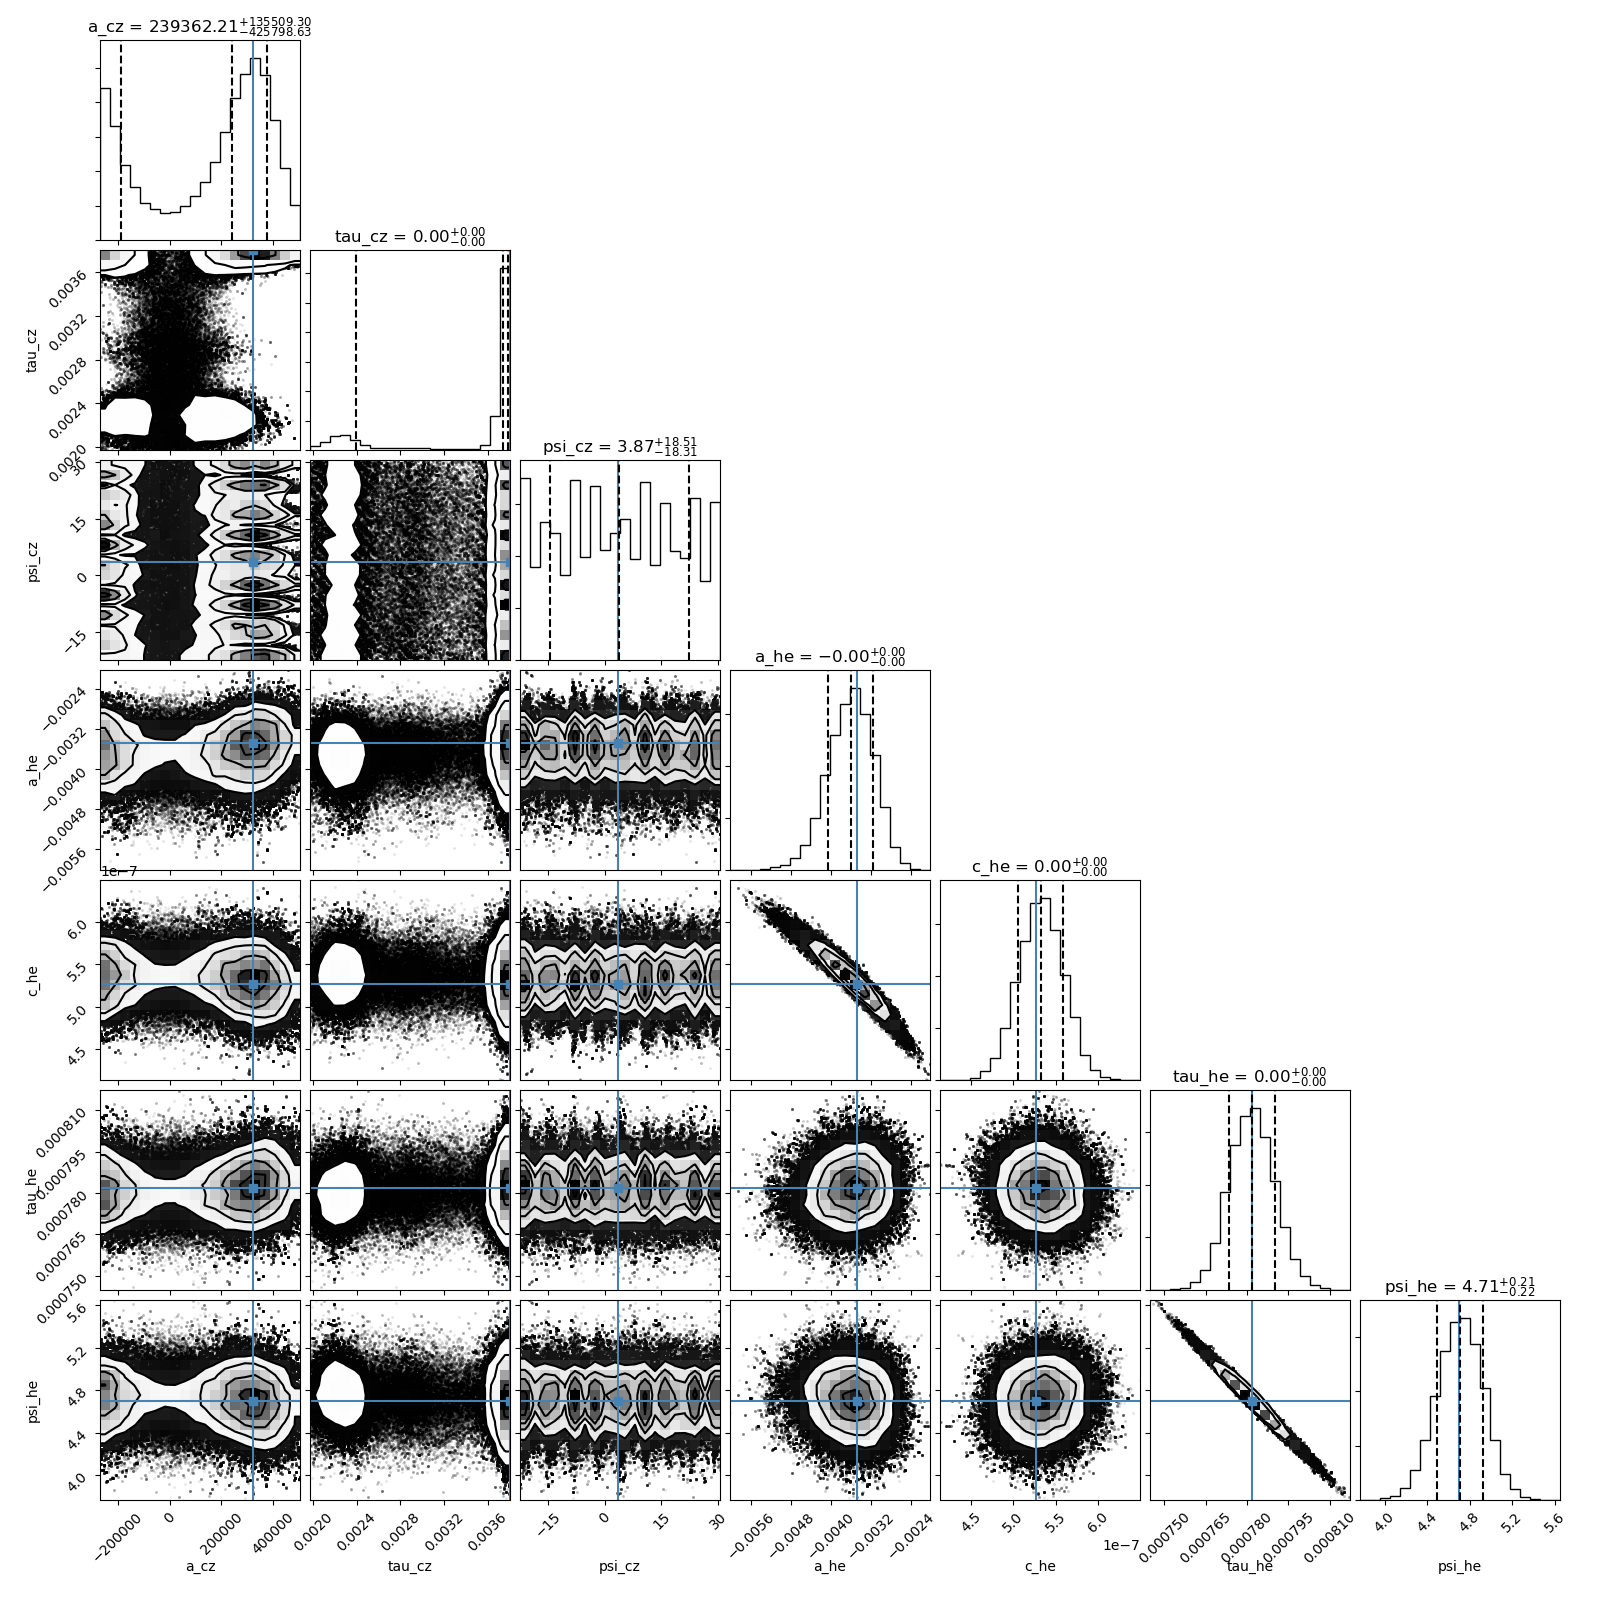 a_cz = 239362.21+135509.30 −425798.63
tau_cz = 0.00+0.00 −0.00
0.0036
0.0032
0.0028
0.0024
0.0020
tau_cz
psi_cz = 3.87+18.51 −18.31
30
15
0
−15
psi_cz
a_he = −0.00+0.00 −0.00
−0.0024
−0.0032
−0.0040
−0.0048
−0.0056
a_he
c_he = 0.00+0.00 −0.00
1e−7
6.0
5.5
5.0
4.5
c_he
tau_he = 0.00+0.00 −0.00
0.000810
0.000795
0.000780
0.000765
0.000750
tau_he
psi_he = 4.71+0.21 −0.22
5.6
5.2
4.8
4.4
4.0
psi_he
−200000 0 200000 400000
0.0020 0.0024 0.0028 0.0032 0.0036
−15 0 15 30
−0.0056 −0.0048 −0.0040 −0.0032 −0.0024
4.5 5.0 5.5 6.0
1e−7
0.000750 0.000765 0.000780 0.000795 0.000810
4.0 4.4 4.8 5.2 5.6
a_cz tau_cz psi_cz a_he c_he tau_he psi_he